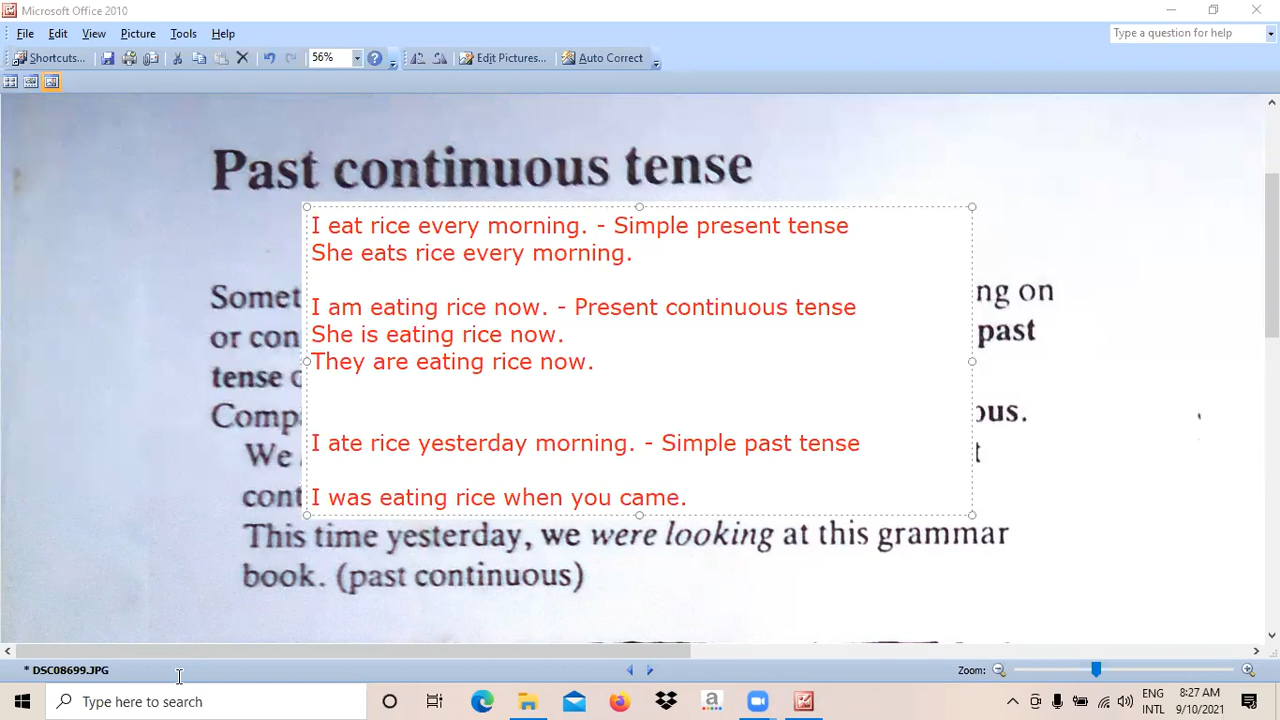 Microsoft Office 2010
File Edit View Picture Tools Help
Type a question for help
Shortcuts... 56% Edit Pictures... Auto Correct
Past continuous tense
I eat rice every morning. - Simple present tense
She eats rice every morning.
Somet ng on
I am eating rice now. - Present continuous tense
or con past
She is eating rice now.
They are eating rice now.
tense
Comp ous.
I ate rice yesterday morning. - Simple past tense
We t
cont
I was eating rice when you came.
This time yesterday, we were looking at this grammar
book. (past continuous)
* DSC08699.JPG Zoom:
Type here to search
ENG 8:27 AM
INTL 9/10/2021